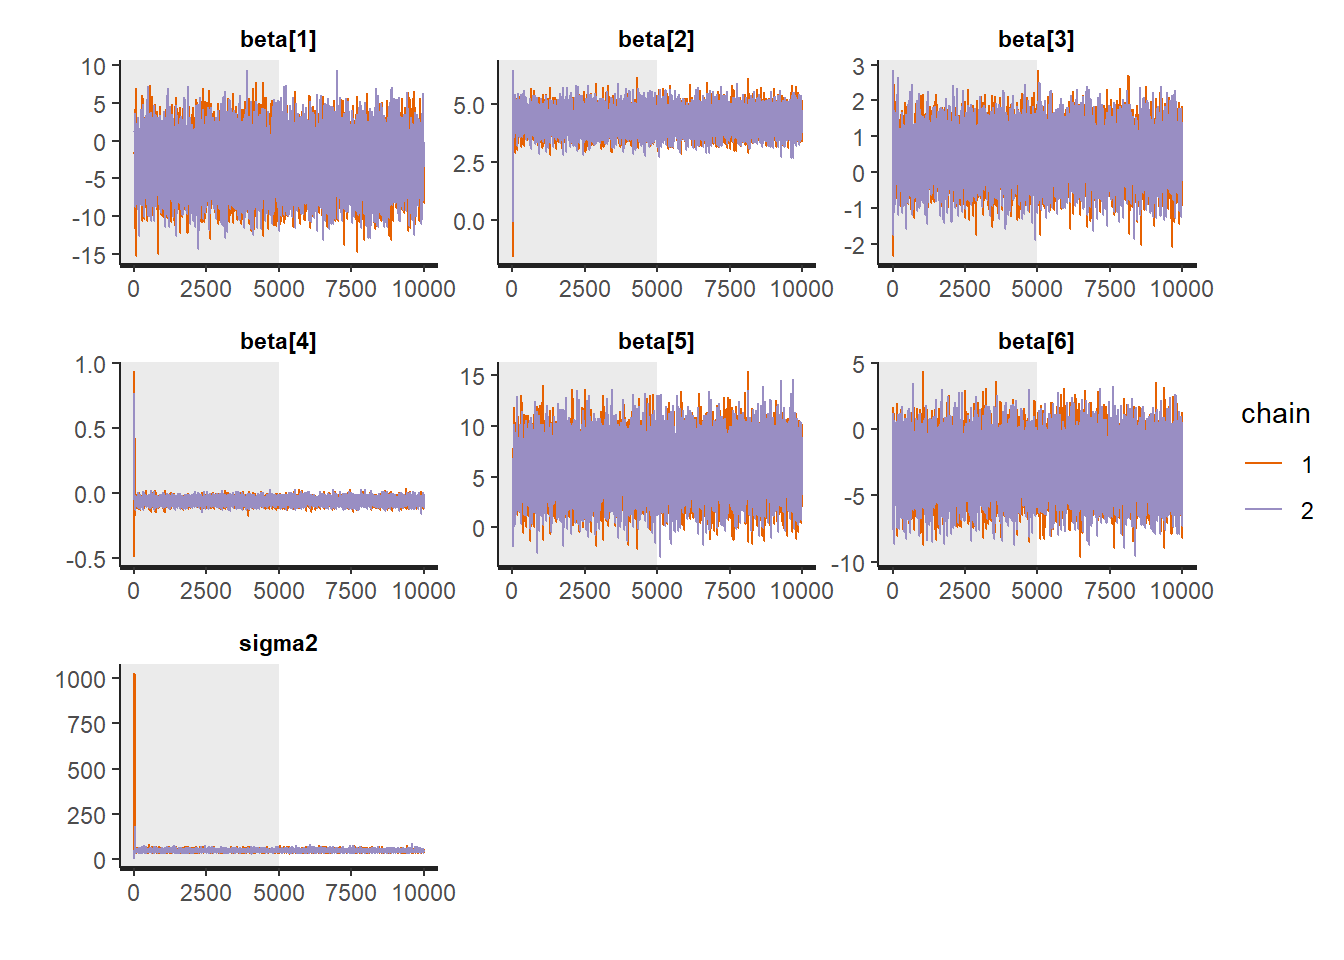 beta[1] beta[2] beta[3]
10 5 0 -5 -10 -15
5.0 2.5 0.0
3 2 1 0 -1 -2
0 2500 5000 7500 10000 0 2500 5000 7500 10000 0 2500 5000 7500 10000
beta[4] beta[5] beta[6]
1.0 0.5 0.0 -0.5
15 10 5 0
5 0 -5 -10
0 2500 5000 7500 10000 0 2500 5000 7500 10000 0 2500 5000 7500 10000
sigma2
1000 750 500 250 0
0 2500 5000 7500 10000
chain
1
2